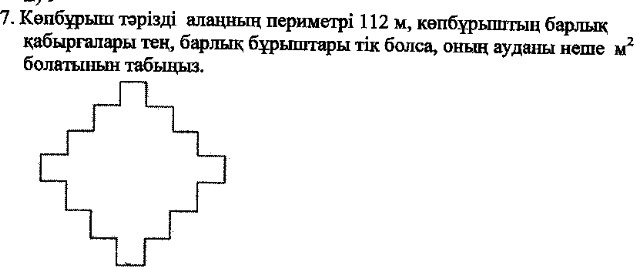 7. Көпбұрыш тәрізді алаңның периметрі 112 м, көпбұрыштың барлық
қабырғалары тең, барлық бұрыштары тік болса, оның ауданы неше м²
болатынын табыңыз.